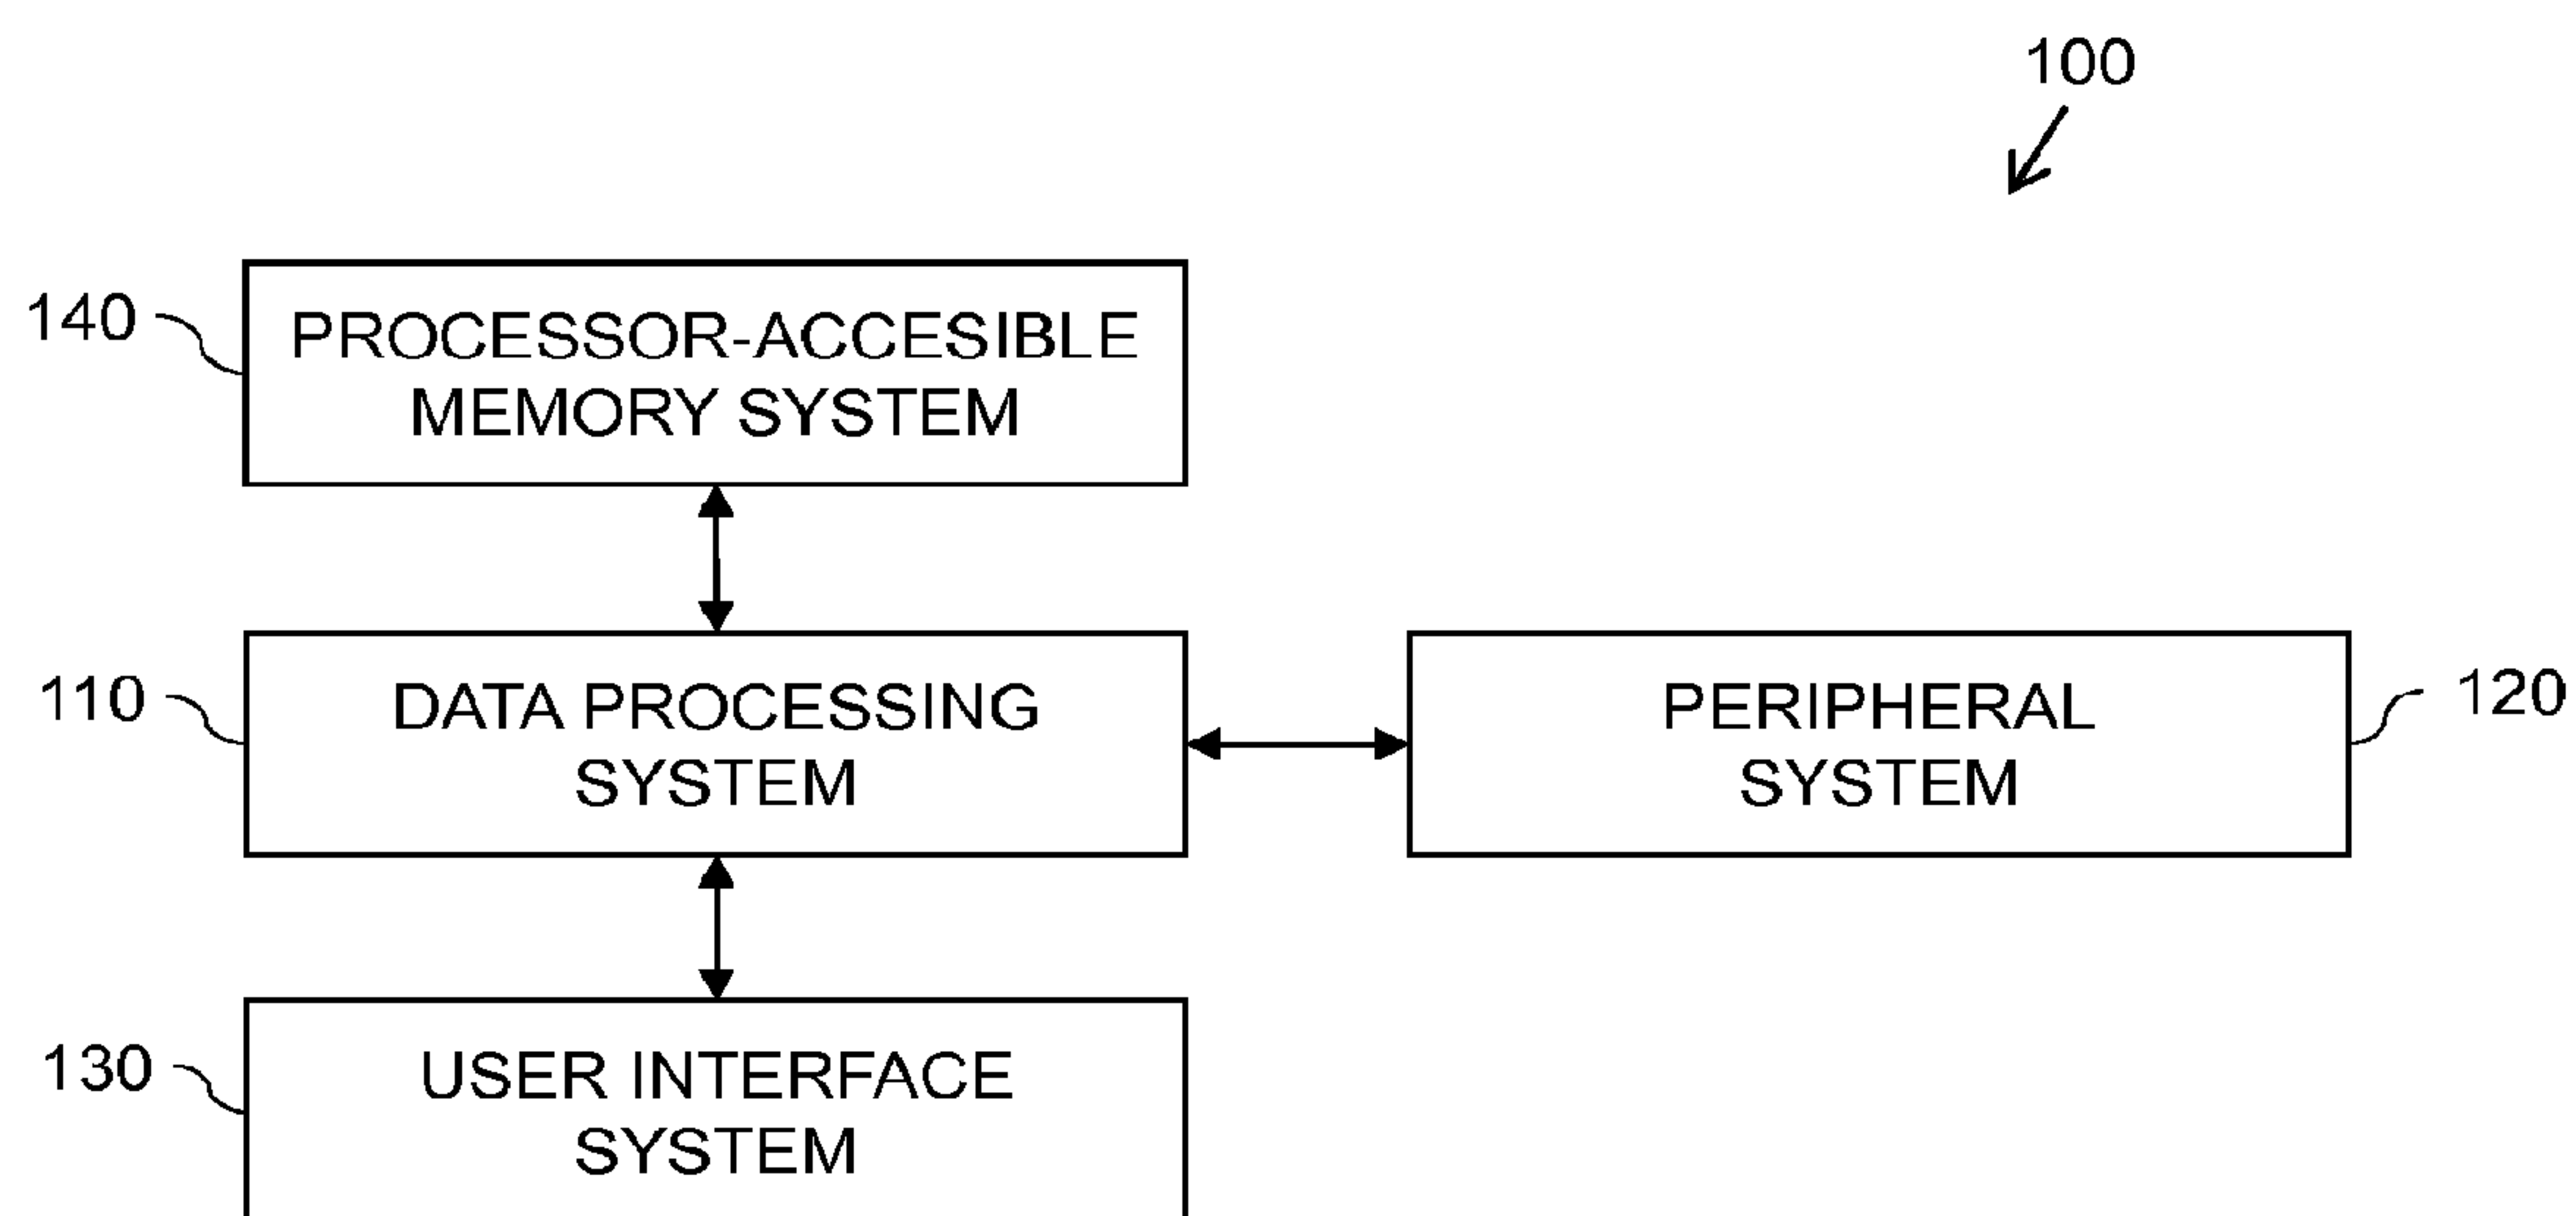 100
140
PROCESSOR-ACCESIBLE
MEMORY SYSTEM
110
DATA PROCESSING
SYSTEM
PERIPHERAL
SYSTEM
120
130
USER INTERFACE
SYSTEM